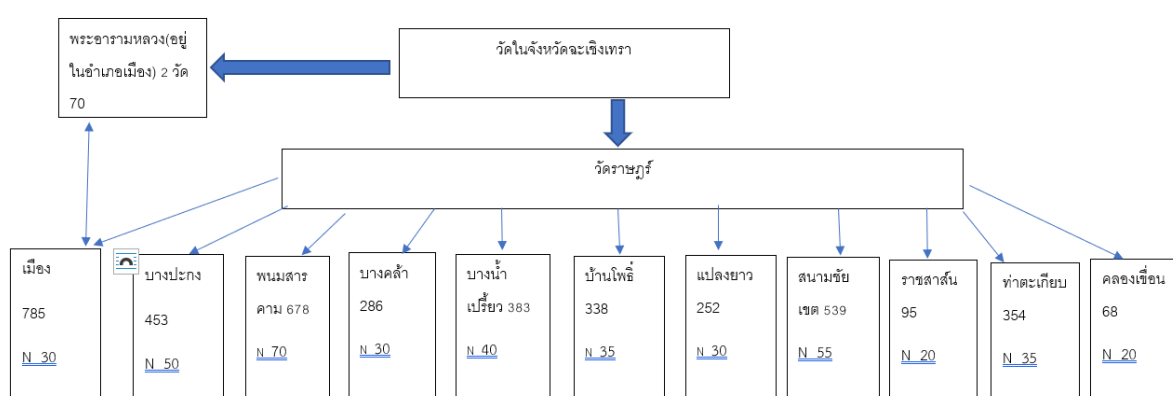 พระอารามหลวง(อยู่
ในอำเภอเมือง) 2 วัด
70
วัดในจังหวัดฉะเชิงเทรา
วัดราษฎร์
เมือง
785
N 30
บางปะกง
453
N 50
พนมสาร
คาม 678
N 70
บางคล้า
286
N 30
บางน้ำ
เปรี้ยว 383
N 40
บ้านโพธิ์
338
N 35
แปลงยาว
252
N 30
สนามชัย
เขต 539
N 55
ราชสาส์น
95
N 20
ท่าตะเกียบ
354
N 35
คลองเขื่อน
68
N 20